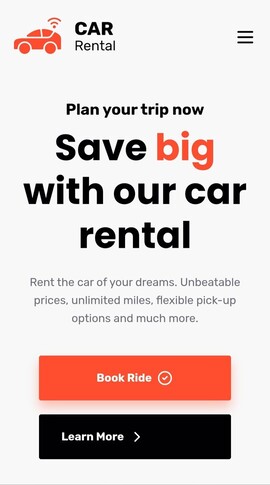 CAR
Rental
Plan your trip now
Save big
with our car
rental
Rent the car of your dreams. Unbeatable
prices, unlimited miles, flexible pick-up
options and much more.
Book Ride
Learn More